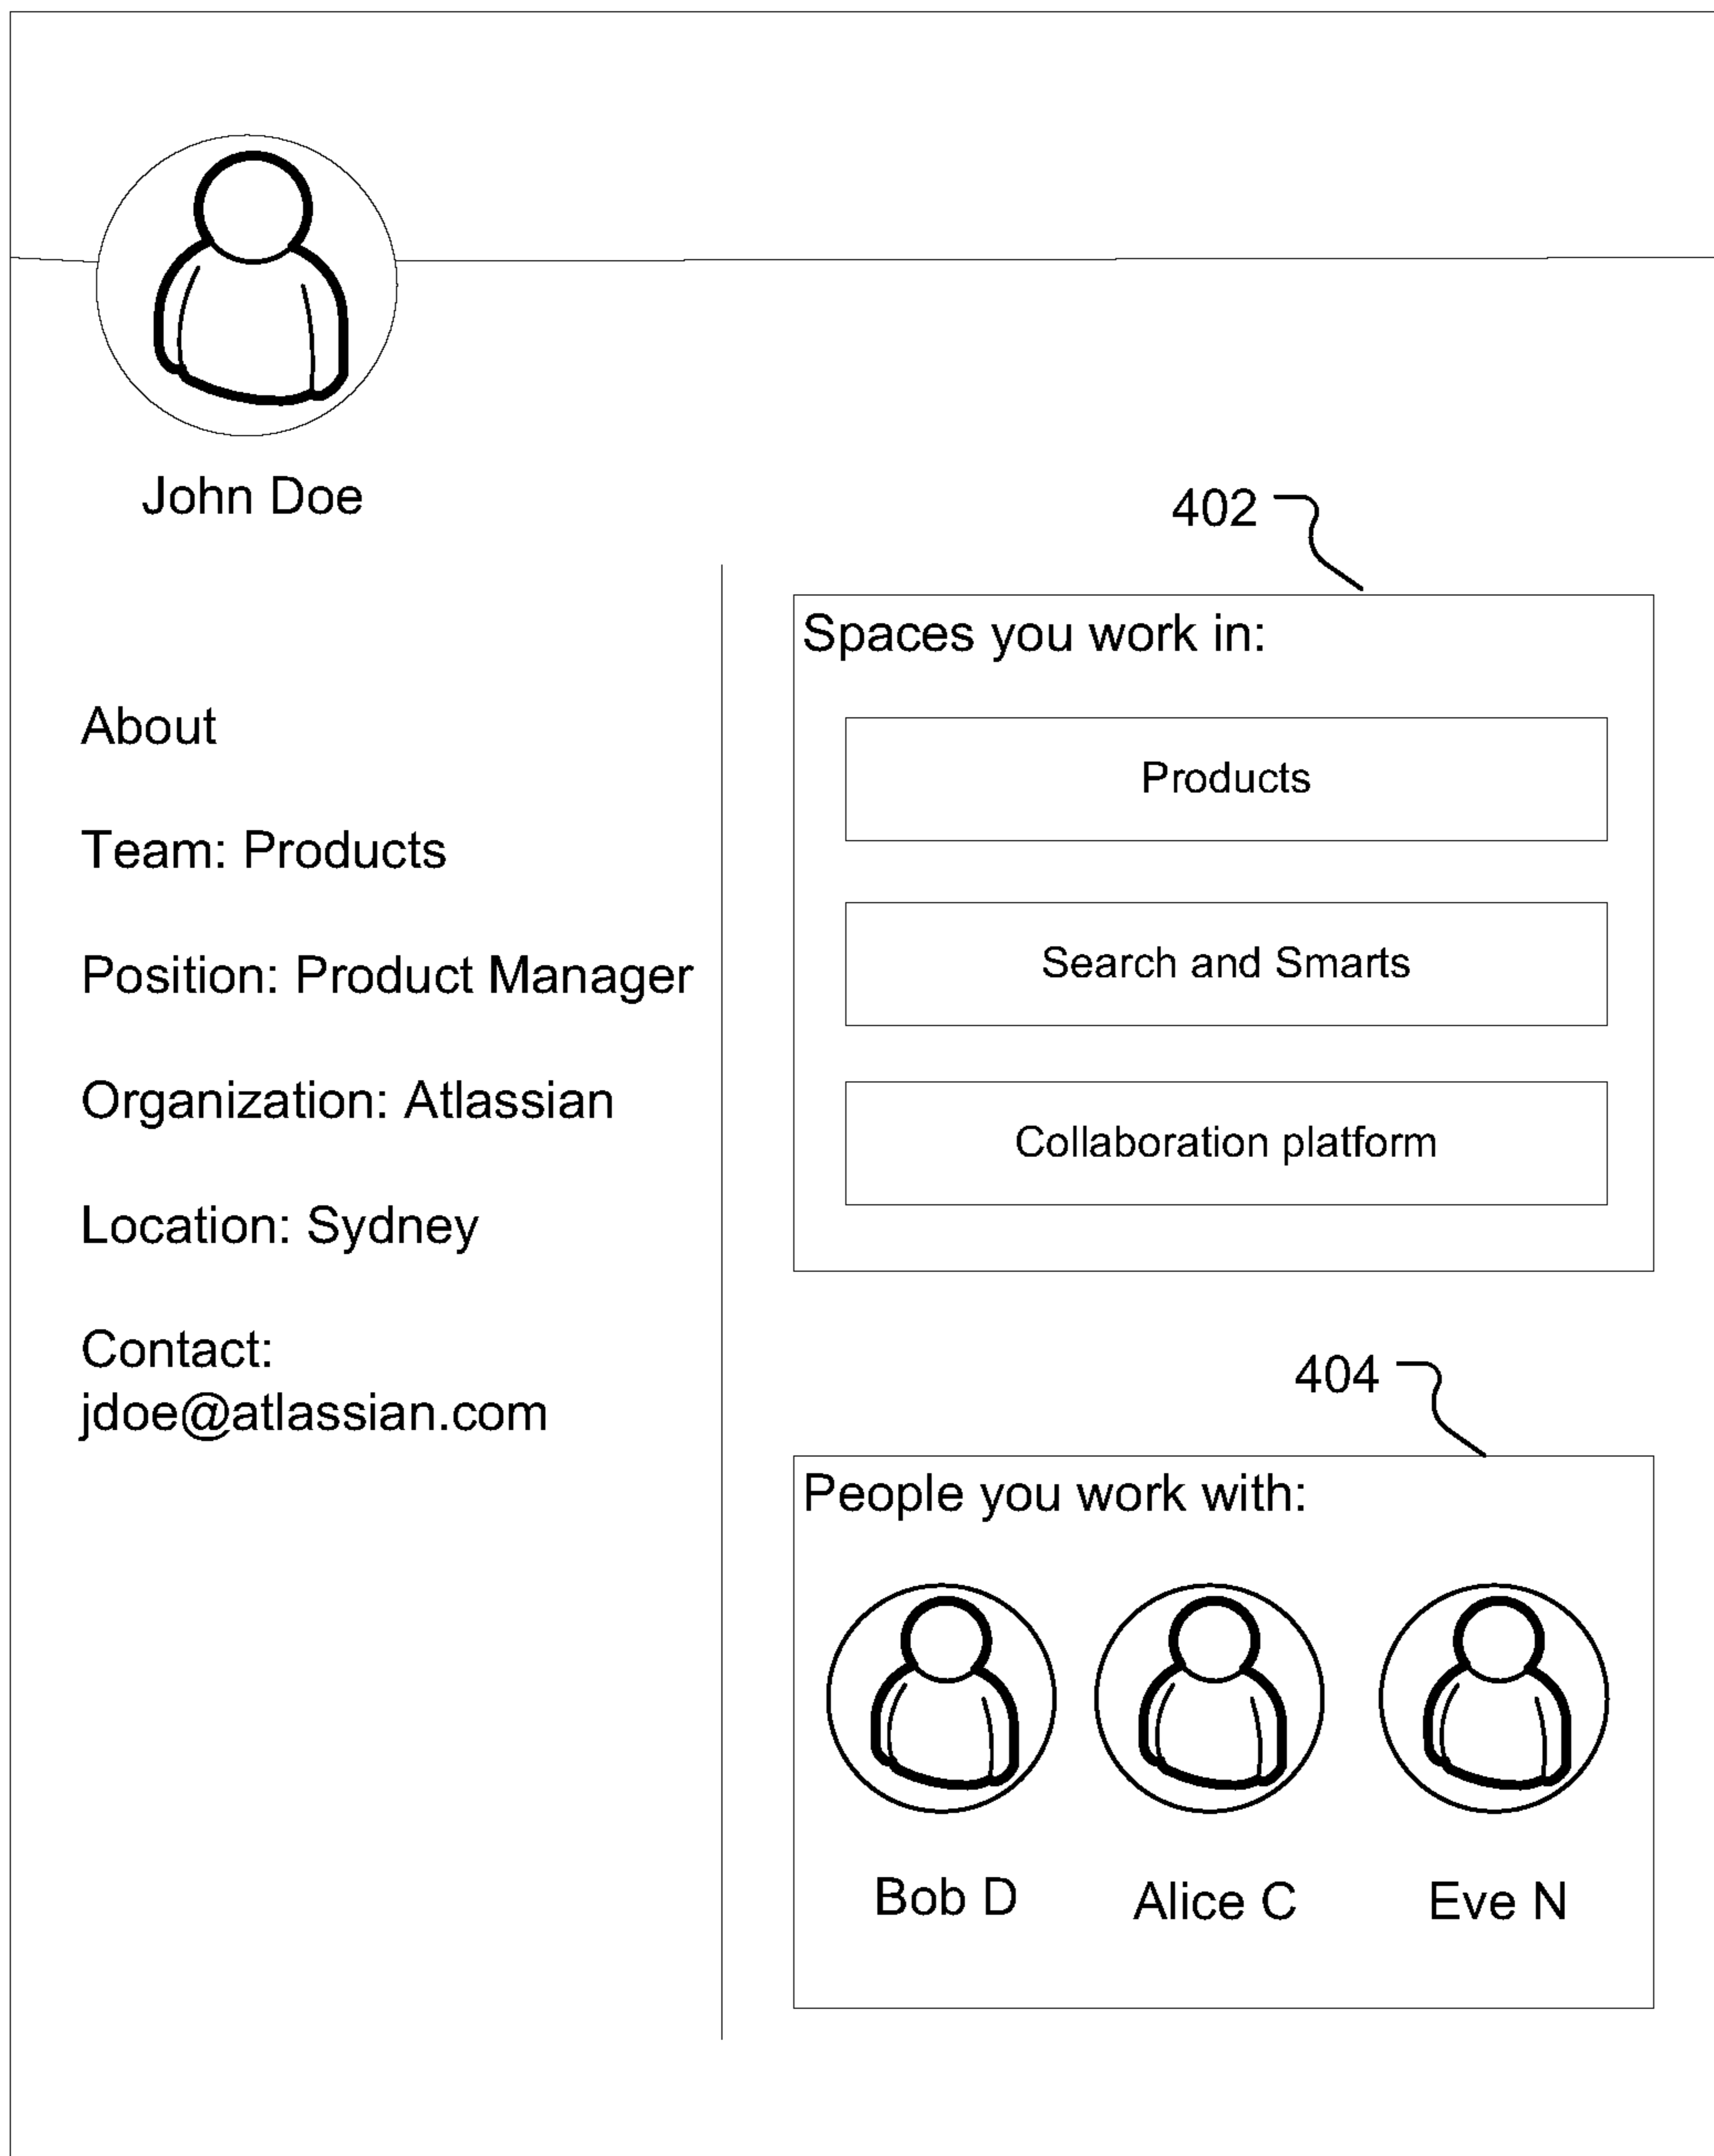 John Doe
About
Team: Products
Position: Product Manager
Organization: Atlassian
Location: Sydney
Contact:
jdoe@atlassian.com
402
Spaces you work in:
Products
Search and Smarts
Collaboration platform
404
People you work with:
Bob D
Alice C
Eve N